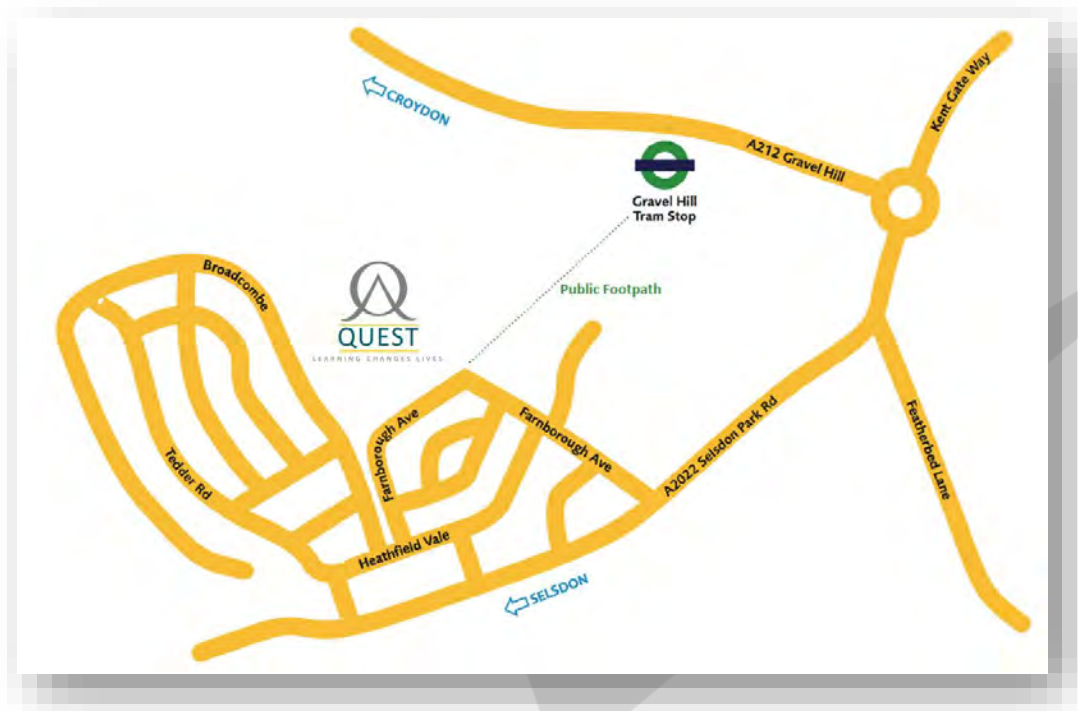 CROYDON
Kent Gate Way
A212 Gravel Hill
Gravel Hill
Tram Stop
Broadcombe
Public Footpath
QUEST
LEARNING CHANGES LIVES
Farnborough Ave
Farnborough Ave
A2022 Selsdon Park Rd
Featherbed Lane
Tedder Rd
Heathfield Vale
SELSDON